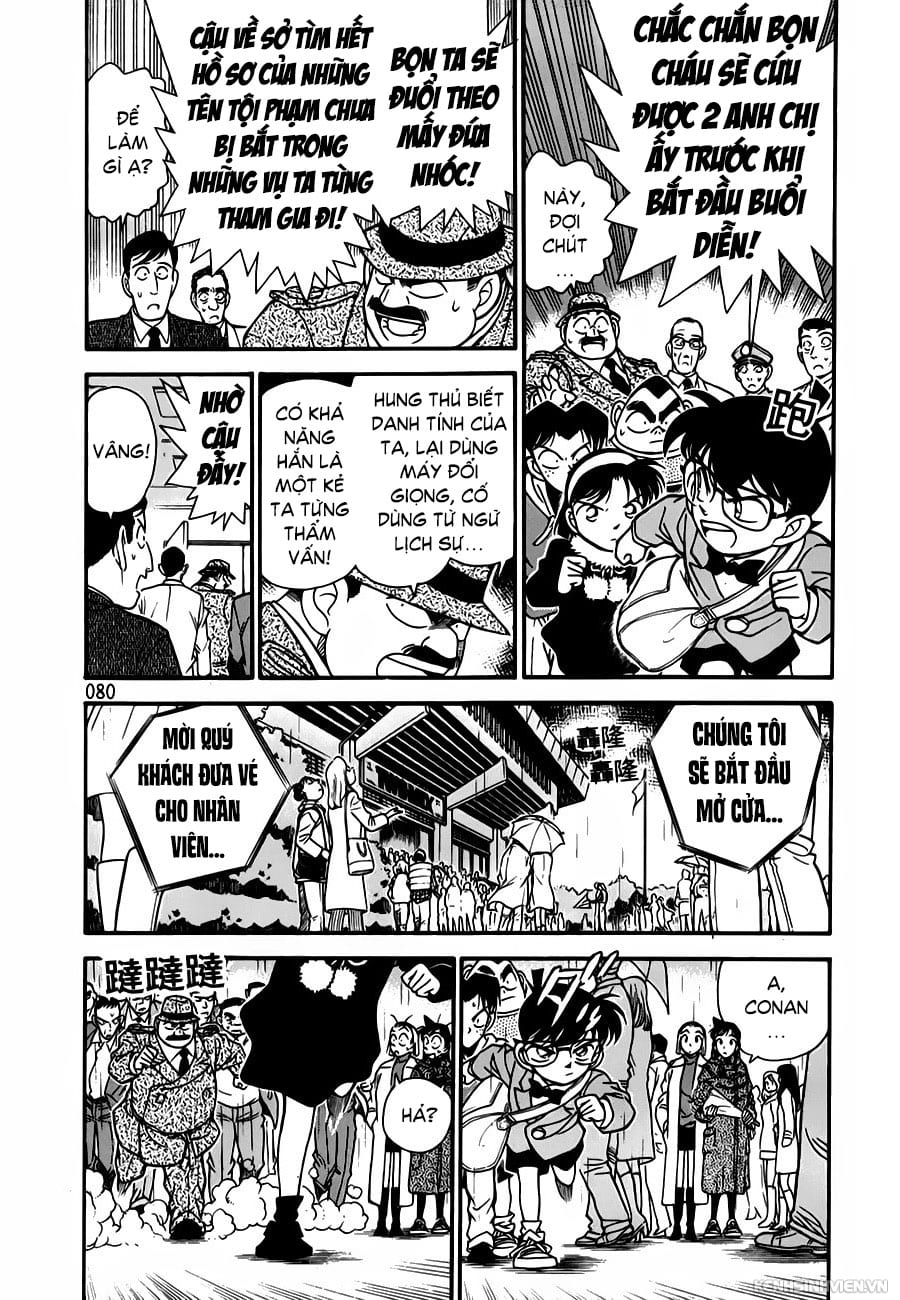 CHẮC CHẮN BỌN
CHÁU SẼ CỨU
ĐƯỢC 2 ANH CHỊ
ẤY TRƯỚC KHI
BẮT ĐẦU BUỔI
DIỄN!
NÀY,
ĐỢI
CHÚT
...
跑
BỌN TA SẼ
ĐUỔI THEO
MẤY ĐỨA
NHÓC!
CẬU VỀ SỞ TÌM HẾT
HỒ SƠ CỦA NHỮNG
TÊN TỘI PHẠM CHƯA
BỊ BẮT TRONG
NHỮNG VỤ TA TỪNG
THAM GIA ĐI!
ĐỂ
LÀM
GÌ Ạ?
HUNG THỦ BIẾT
DANH TÍNH CỦA
TA, LẠI DÙNG
MÁY ĐỔI
GIỌNG, CỐ
DÙNG TỪ NGỮ
LỊCH SỰ...
CÓ KHẢ
NĂNG HẮN LÀ
MỘT KẺ
TA TỪNG
THẨM
VẤN!
NHỜ
CẬU
ĐẤY!
VÂNG!
080
CHÚNG TÔI
SẼ BẮT ĐẦU
MỞ CỬA...
轟隆
轟隆
MỜI QUÝ
KHÁCH ĐƯA VÉ
CHO NHÂN
VIÊN...
A,
CONAN
...
躂躂躂
HẢ?
KENHSINHVIEN.VN